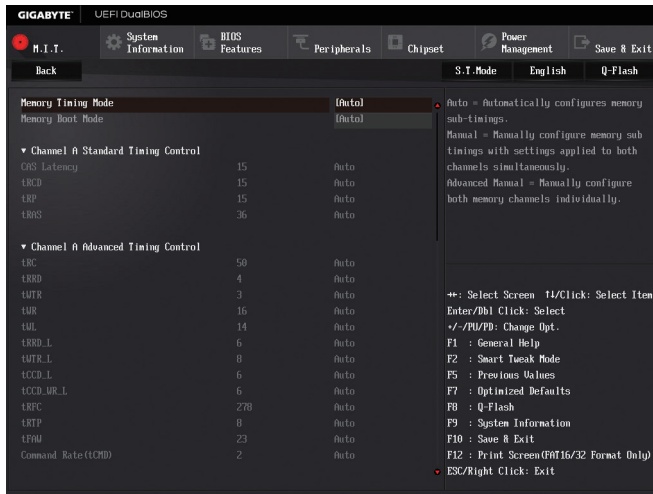 GIGABYTE™ UEFI DualBIOS
M.I.T.
System Information
BIOS Features
Peripherals
Chipset
Power Management
Save & Exit
Back
S.T.Mode English Q-Flash
Memory Timing Mode [Auto]
Memory Boot Mode [Auto]
▼ Channel A Standard Timing Control
CAS Latency 15 Auto
tRCD 15 Auto
tRP 15 Auto
tRAS 36 Auto
▼ Channel A Advanced Timing Control
tRC 50 Auto
tRRD 4 Auto
tWTR 3 Auto
tWR 16 Auto
tWL 14 Auto
tRRD_L 6 Auto
tWTR_L 8 Auto
tCCD_L 6 Auto
tCCD_WR_L 6 Auto
tRFC 278 Auto
tRTP 8 Auto
tFAW 23 Auto
Command Rate(tCMD) 2 Auto
Auto = Automatically configures memory
sub-timings.
Manual = Manually configure memory sub
timings with settings applied to both
channels simultaneously.
Advanced Manual = Manually configure
both memory channels individually.
→←: Select Screen ↑↓/Click: Select Item
Enter/Dbl Click: Select
+/-/PU/PD: Change Opt.
F1 : General Help
F2 : Smart Tweak Mode
F5 : Previous Values
F7 : Optimized Defaults
F8 : Q-Flash
F9 : System Information
F10 : Save & Exit
F12 : Print Screen(FAT16/32 Format Only)
ESC/Right Click: Exit